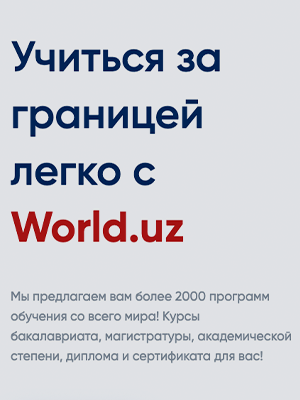 Учиться за
границей
легко с
World.uz
Мы предлагаем вам более 2000 программ
обучения со всего мира! Курсы
бакалавриата, магистратуры, академической
степени, диплома и сертификата для вас!